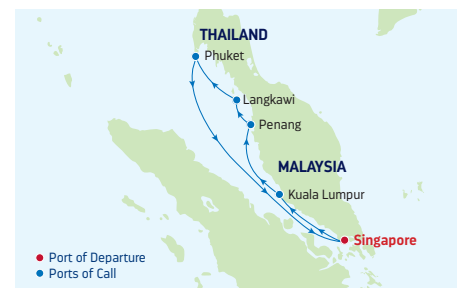 THAILAND
Phuket
Langkawi
Penang
MALAYSIA
Kuala Lumpur
Singapore
Port of Departure
Ports of Call